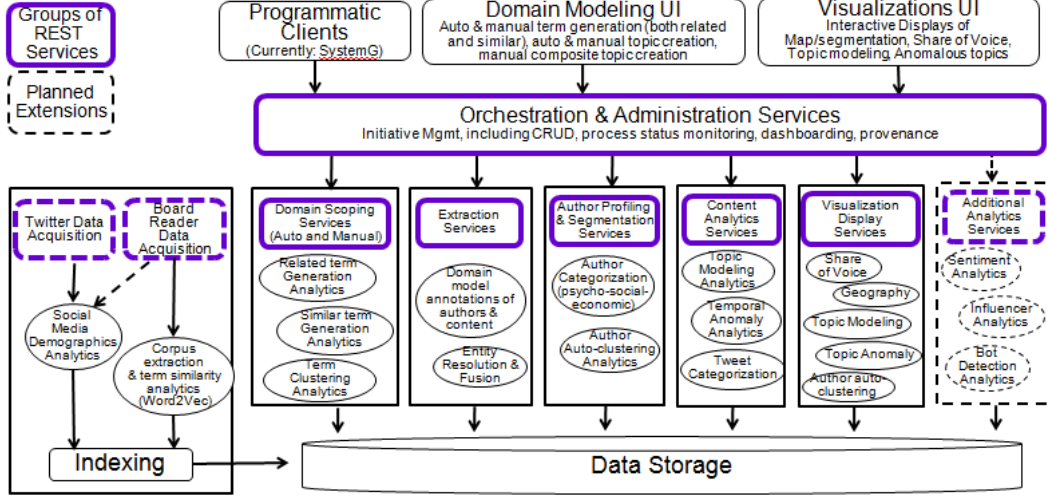 Groups of
REST
Services
Planned
Extensions
Programmatic
Clients
(Currently: SystemG)
Domain Modeling UI
Auto & manual term generation (both related
and similar), auto & manual topic creation,
manual composite topic creation
Visualizations UI
Interactive Displays of
Map/segmentation, Share of Voice,
Topic modeling, Anomalous topics
Orchestration & Administration Services
Initiative Mgmt, including CRUD, process status monitoring, dashboarding, provenance
Twitter Data
Acquisition
Board
Reader
Data
Acquisition
Social
Media
Demographics
Analytics
Corpus
extraction
& term similarity
analytics
(Word2Vec)
Indexing
Domain Scoping
Services
(Auto and Manual)
Related term
Generation
Analytics
Similar term
Generation
Analytics
Term
Clustering
Analytics
Extraction
Services
Domain
model
annotations of
authors &
content
Entity
Resolution &
Fusion
Author Profiling
& Segmentation
Services
Author
Categorization
(psycho-social-
economic)
Author
Auto-clustering
Analytics
Content
Analytics
Services
Topic
Modeling
Analytics
Temporal
Anomaly
Analytics
Tweet
Categorization
Visualization
Display
Services
Share
of Voice
Geography
Topic Modeling
Topic Anomaly
Author auto-
clustering
Additional
Analytics
Services
Sentiment
Analytics
Influencer
Analytics
Bot
Detection
Analytics
Data Storage